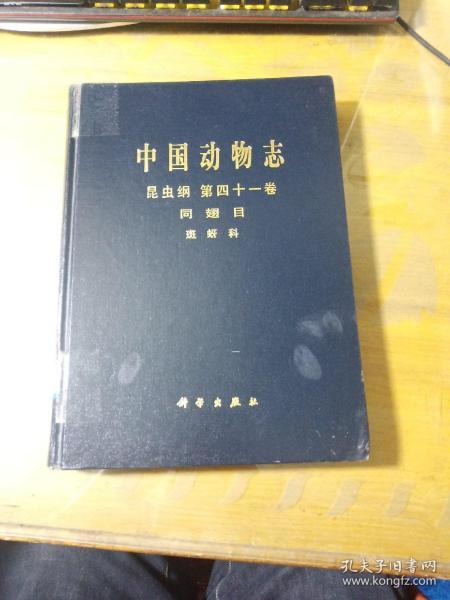 中国动物志
昆虫纲 第四十一卷
同翅目
斑蚜科
科学出版社
孔夫子旧书网
www.kongfz.com